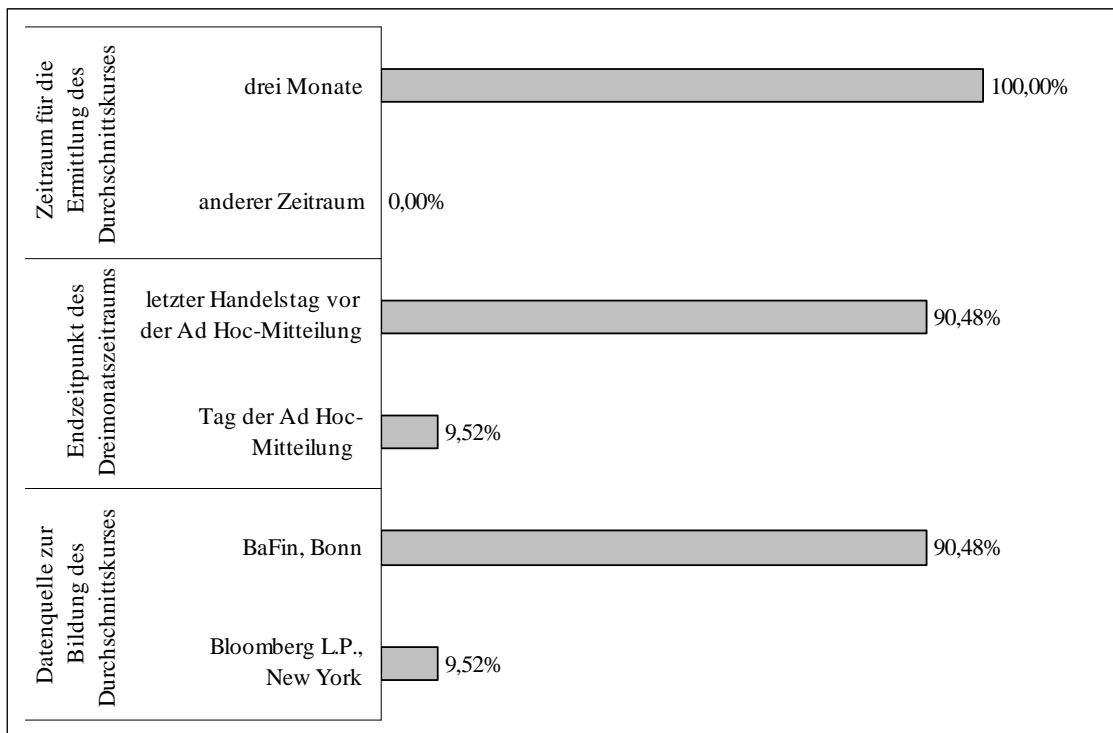 Zeitraum für die
Ermittlung des
Durchschnittskurses
drei Monate
100,00%
anderer Zeitraum
0,00%
Endzeitpunkt des
Dreimonatszeitraums
letzter Handelstag vor
der Ad Hoc-Mitteilung
90,48%
Tag der Ad Hoc-
Mitteilung
9,52%
Datenquelle zur
Bildung des
Durchschnittskurses
BaFin, Bonn
90,48%
Bloomberg L.P.,
New York
9,52%